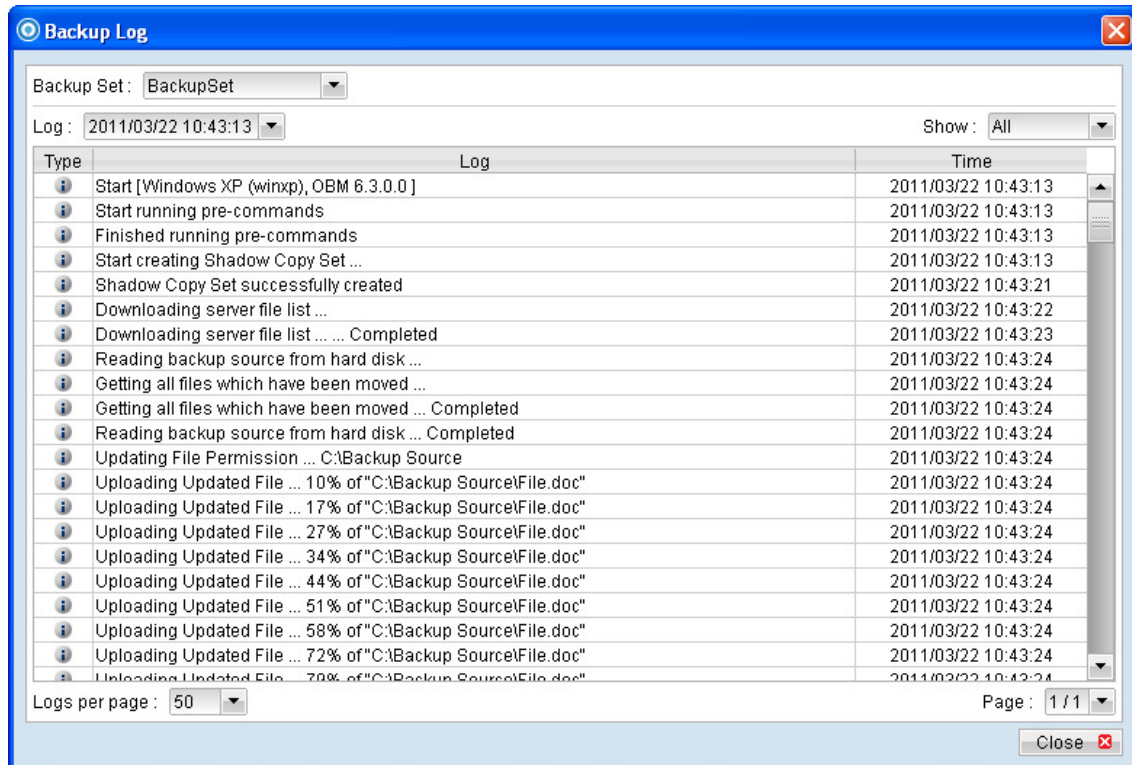 Backup Log
Backup Set : BackupSet
Log : 2011/03/22 10:43:13 Show : All
Type Log Time
Start [Windows XP (winxp), OBM 6.3.0.0 ] 2011/03/22 10:43:13
Start running pre-commands 2011/03/22 10:43:13
Finished running pre-commands 2011/03/22 10:43:13
Start creating Shadow Copy Set ... 2011/03/22 10:43:13
Shadow Copy Set successfully created 2011/03/22 10:43:21
Downloading server file list ... 2011/03/22 10:43:22
Downloading server file list ... ... Completed 2011/03/22 10:43:23
Reading backup source from hard disk ... 2011/03/22 10:43:24
Getting all files which have been moved ... 2011/03/22 10:43:24
Getting all files which have been moved ... Completed 2011/03/22 10:43:24
Reading backup source from hard disk ... Completed 2011/03/22 10:43:24
Updating File Permission ... C:\Backup Source 2011/03/22 10:43:24
Uploading Updated File ... 10% of "C:\Backup Source\File.doc" 2011/03/22 10:43:24
Uploading Updated File ... 17% of "C:\Backup Source\File.doc" 2011/03/22 10:43:24
Uploading Updated File ... 27% of "C:\Backup Source\File.doc" 2011/03/22 10:43:24
Uploading Updated File ... 34% of "C:\Backup Source\File.doc" 2011/03/22 10:43:24
Uploading Updated File ... 44% of "C:\Backup Source\File.doc" 2011/03/22 10:43:24
Uploading Updated File ... 51% of "C:\Backup Source\File.doc" 2011/03/22 10:43:24
Uploading Updated File ... 58% of "C:\Backup Source\File.doc" 2011/03/22 10:43:24
Uploading Updated File ... 72% of "C:\Backup Source\File.doc" 2011/03/22 10:43:24
Uploading Updated File ... 79% of "C:\Backup Source\File.doc" 2011/03/22 10:43:24
Logs per page : 50 Page : 1 / 1
Close